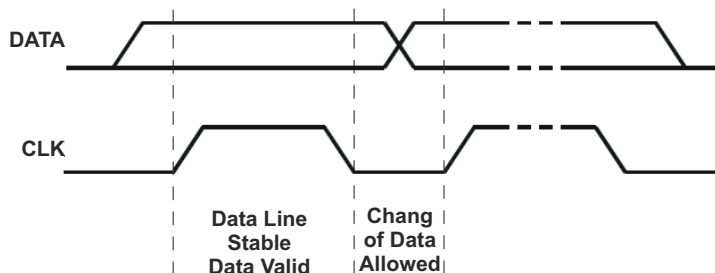 DATA
CLK
Data Line
Stable
Data Valid
Chang
of Data
Allowed